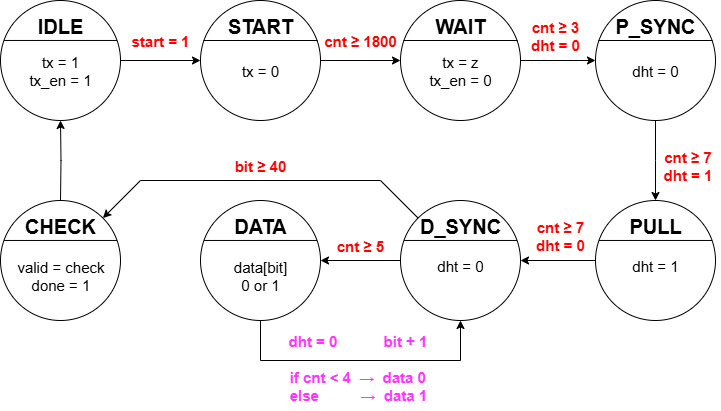 IDLE
tx = 1
tx_en = 1
start = 1
START
tx = 0
cnt ≥ 1800
WAIT
tx = z
tx_en = 0
cnt ≥ 3
dht = 0
P_SYNC
dht = 0
cnt ≥ 7
dht = 1
bit ≥ 40
CHECK
valid = check
done = 1
DATA
data[bit]
0 or 1
cnt ≥ 5
D_SYNC
dht = 0
cnt ≥ 7
dht = 0
PULL
dht = 1
dht = 0 bit + 1
if cnt < 4 → data 0
else → data 1